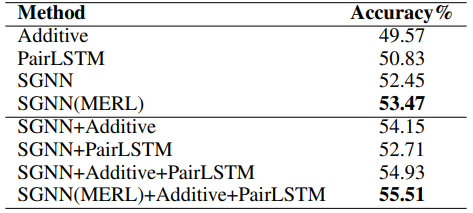 Method Accuracy%
Additive 49.57
PairLSTM 50.83
SGNN 52.45
SGNN(MERL) 53.47
SGNN+Additive 54.15
SGNN+PairLSTM 52.71
SGNN+Additive+PairLSTM 54.93
SGNN(MERL)+Additive+PairLSTM 55.51